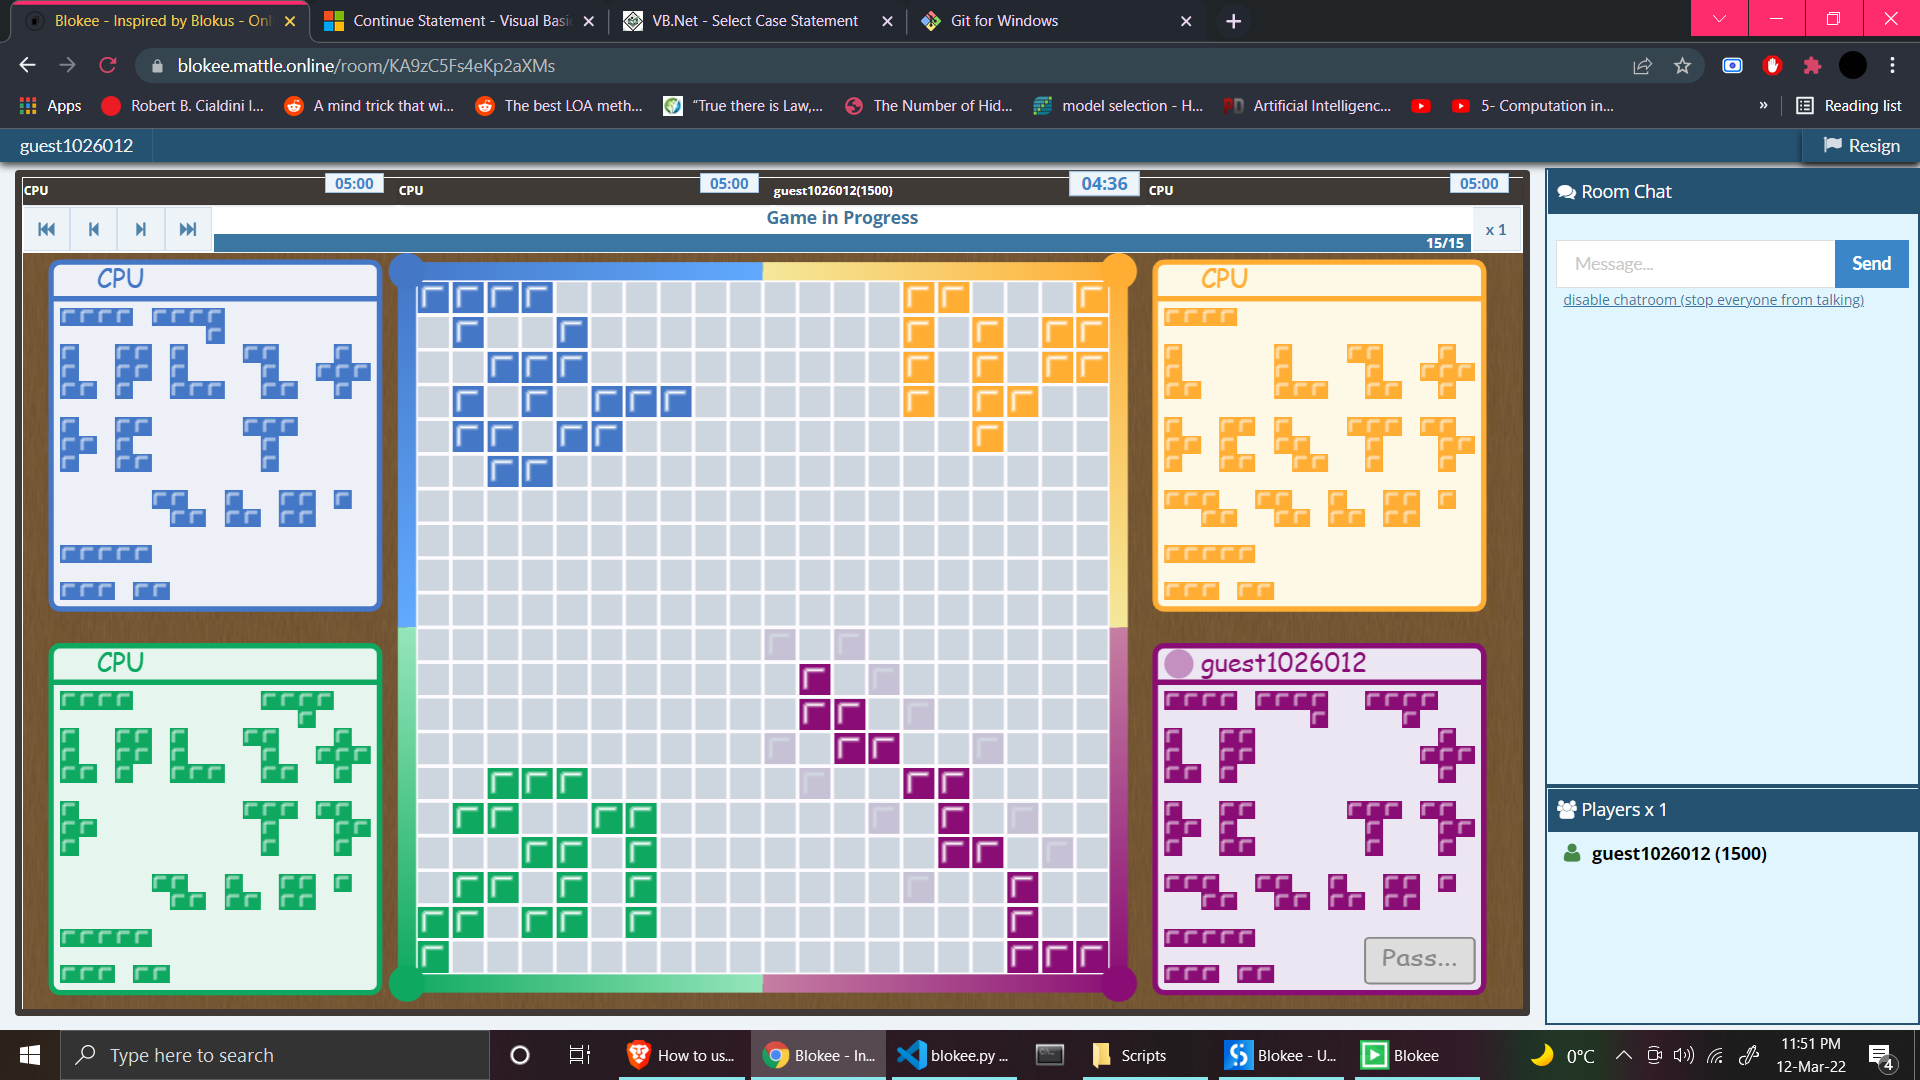 Blokee - Inspired by Blokus - Onl
Continue Statement - Visual Basi
VB.Net - Select Case Statement
Git for Windows
blokee.mattle.online/room/KA9zC5Fs4eKp2aXMs
Apps
Robert B. Cialdini I...
A mind trick that wi...
The best LOA meth...
“True there is Law,...
The Number of Hid...
model selection - H...
Artificial Intelligenc...
5- Computation in...
»
Reading list
guest1026012
Resign
CPU
05:00
CPU
05:00
guest1026012(1500)
04:36
CPU
05:00
Game in Progress
15/15
x 1
CPU
CPU
CPU
guest1026012
Pass...
Room Chat
Message...
Send
disable chatroom (stop everyone from talking)
Players x 1
guest1026012 (1500)
Type here to search
How to us...
Blokee - In...
blokee.py ...
Scripts
Blokee - U...
Blokee
0°C
11:51 PM
12-Mar-22
4